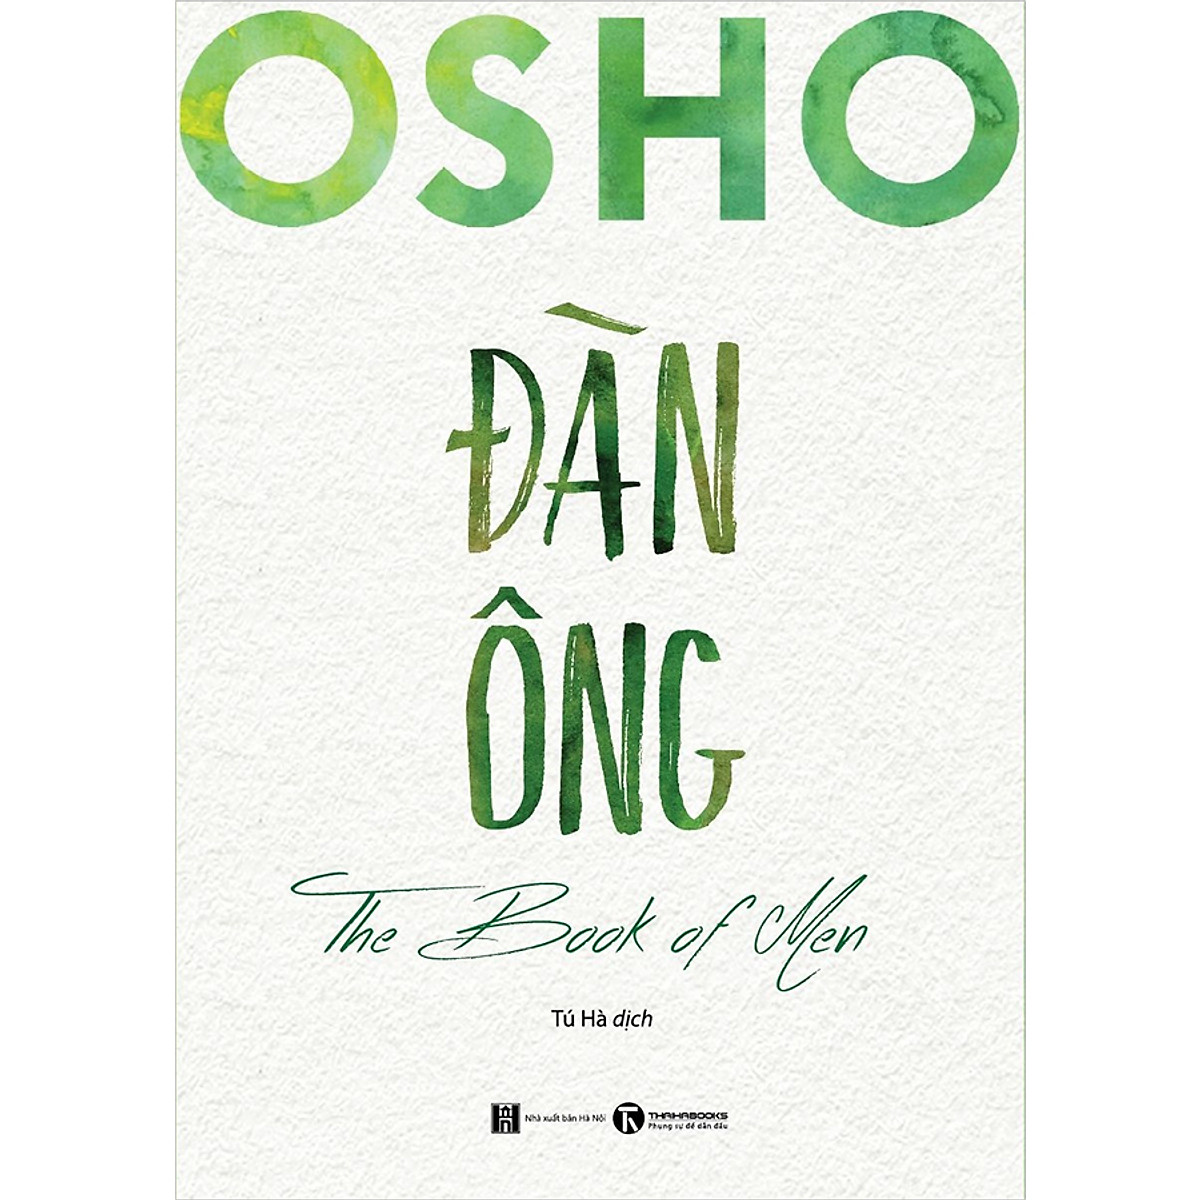 OSHO
ĐÀN
ÔNG
The Book of Men
Tú Hà dịch
Nhà xuất bản Hà Nội
THAIHABOOKS
Phụng sự để dẫn đầu